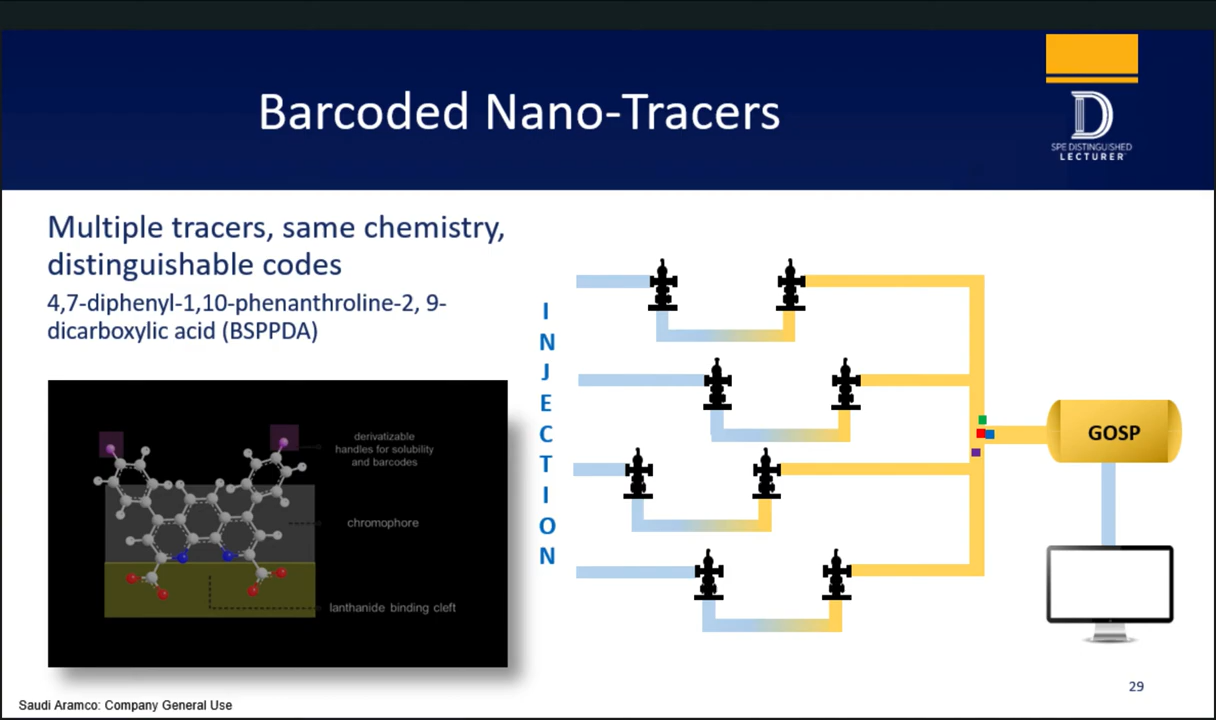 Barcoded Nano-Tracers
D
SPE DISTINGUISHED
LECTURER
Multiple tracers, same chemistry,
distinguishable codes
4,7-diphenyl-1,10-phenanthroline-2, 9-
dicarboxylic acid (BSPPDA)
derivatizable
handles for solubility
and barcodes
chromophore
lanthanide binding cleft
I
N
J
E
C
T
I
O
N
GOSP
29
Saudi Aramco: Company General Use